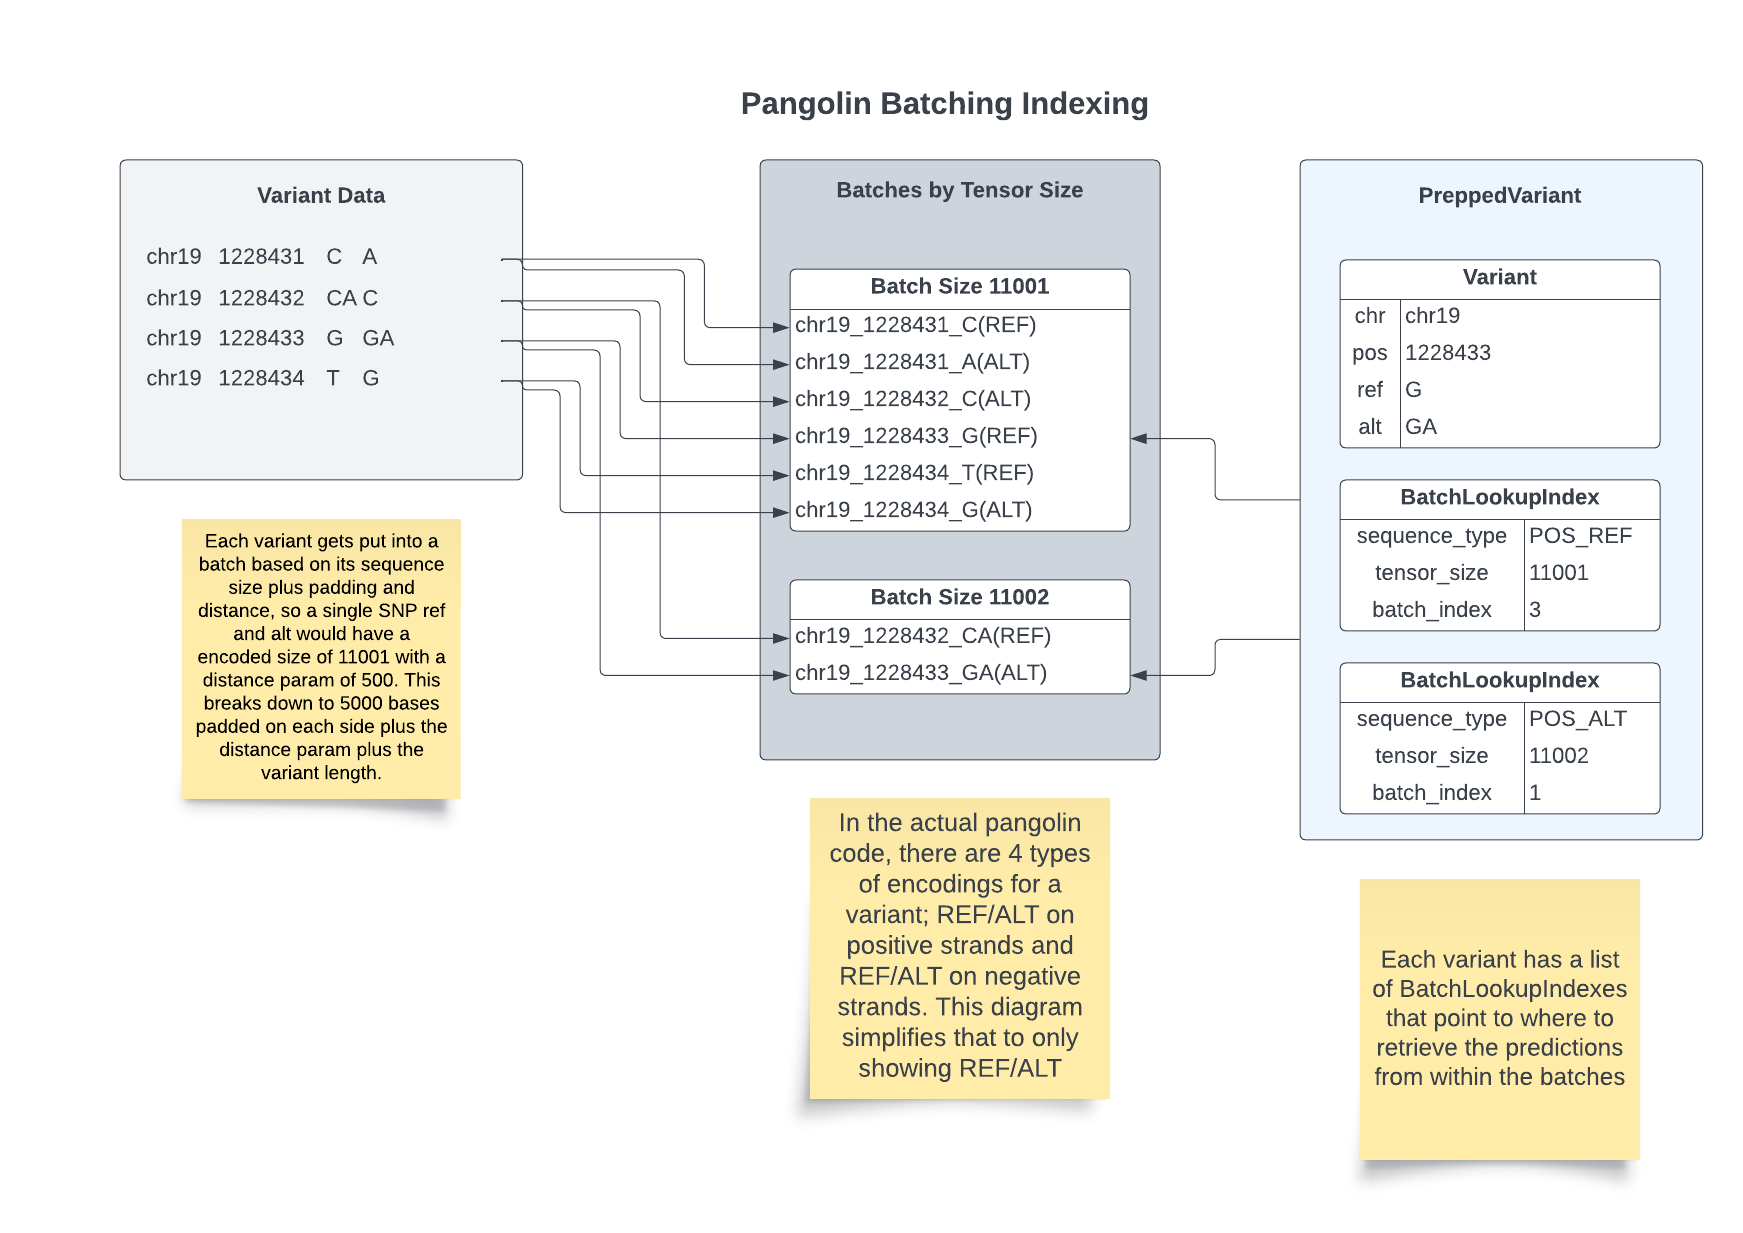 Pangolin Batching Indexing
Variant Data
chr19 1228431 C A
chr19 1228432 CA C
chr19 1228433 G GA
chr19 1228434 T G
Each variant gets put into a
batch based on its sequence
size plus padding and
distance, so a single SNP ref
and alt would have a
encoded size of 11001 with a
distance param of 500. This
breaks down to 5000 bases
padded on each side plus the
distance param plus the
variant length.
Batches by Tensor Size
Batch Size 11001
chr19_1228431_C(REF)
chr19_1228431_A(ALT)
chr19_1228432_C(ALT)
chr19_1228433_G(REF)
chr19_1228434_T(REF)
chr19_1228434_G(ALT)
Batch Size 11002
chr19_1228432_CA(REF)
chr19_1228433_GA(ALT)
In the actual pangolin
code, there are 4 types
of encodings for a
variant; REF/ALT on
positive strands and
REF/ALT on negative
strands. This diagram
simplifies that to only
showing REF/ALT
PreppedVariant
Variant
chr chr19
pos 1228433
ref G
alt GA
BatchLookupIndex
sequence_type POS_REF
tensor_size 11001
batch_index 3
BatchLookupIndex
sequence_type POS_ALT
tensor_size 11002
batch_index 1
Each variant has a list
of BatchLookupIndexes
that point to where to
retrieve the predictions
from within the batches